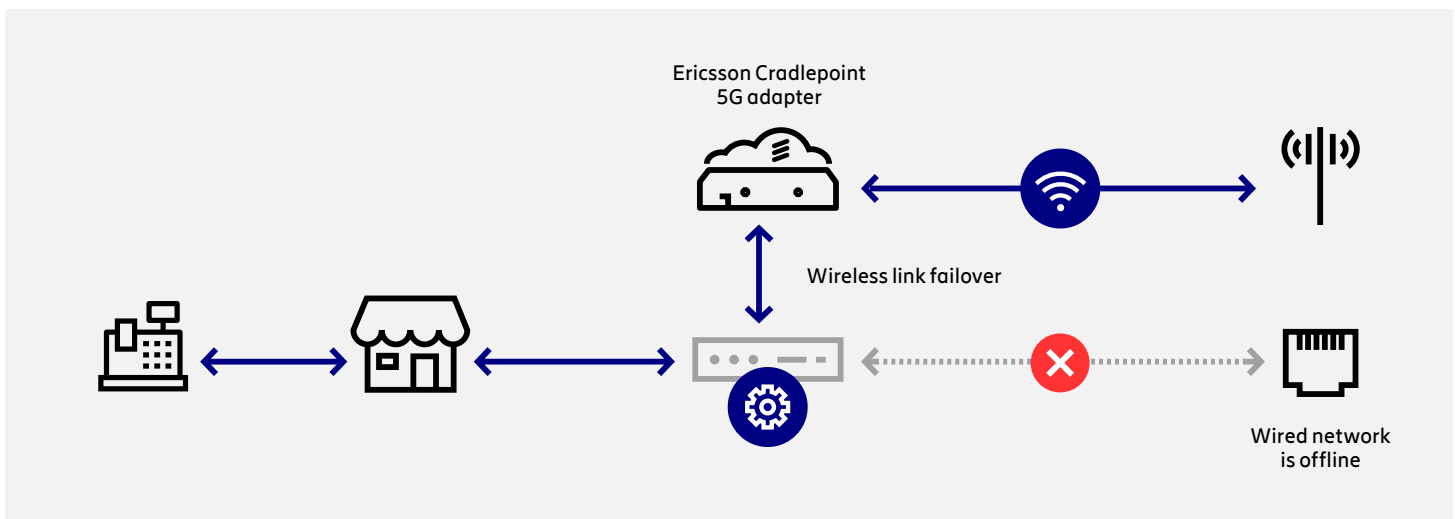 Ericsson Cradlepoint
5G adapter
Wireless link failover
Wired network
is offline